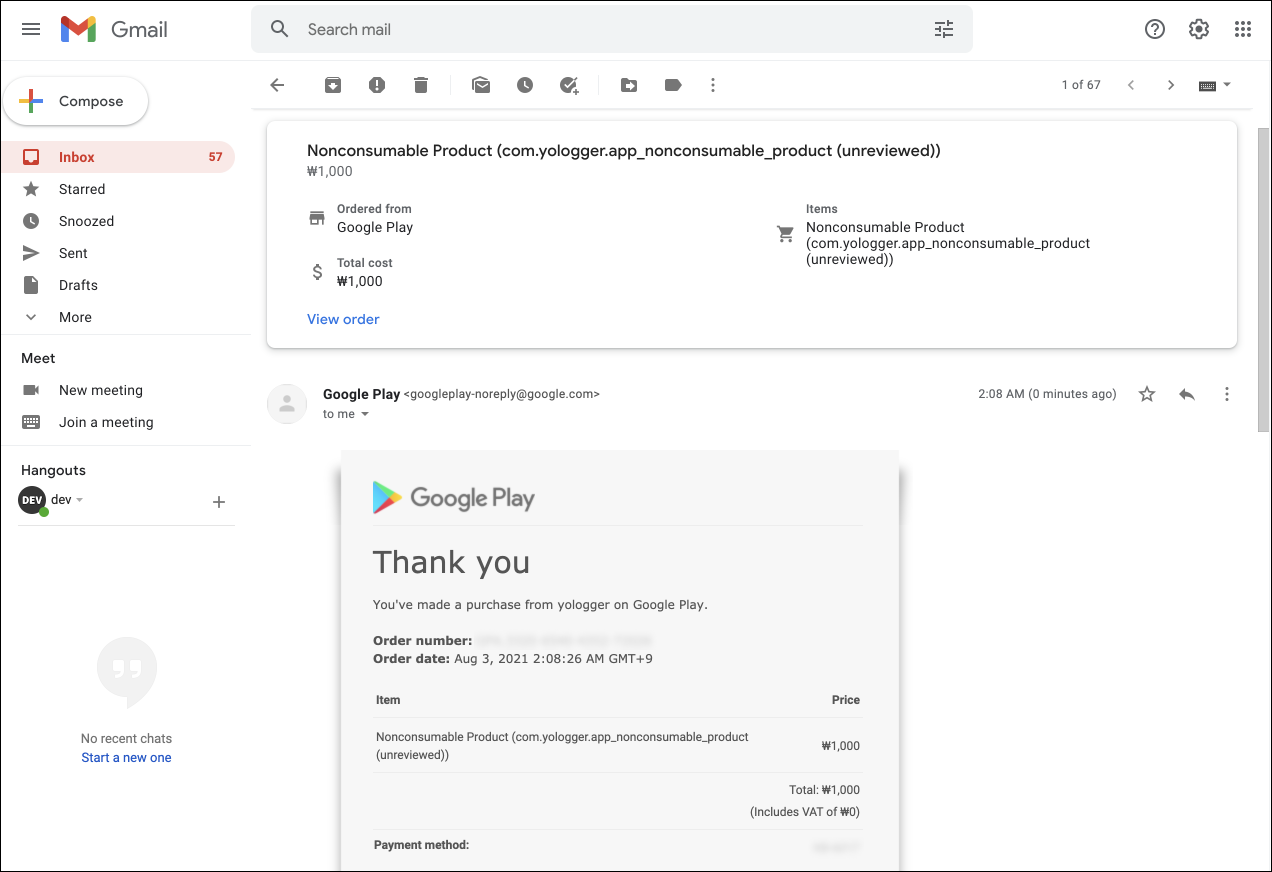 Gmail
Search mail
Compose
1 of 67
Inbox 57
Starred
Snoozed
Sent
Drafts
More
Meet
New meeting
Join a meeting
Hangouts
DEV dev
No recent chats
Start a new one
Nonconsumable Product (com.yologger.app_nonconsumable_product (unreviewed))
₩1,000
Ordered from
Google Play
Total cost
₩1,000
Items
Nonconsumable Product
(com.yologger.app_nonconsumable_product
(unreviewed))
View order
Google Play <googleplay-noreply@google.com> 2:08 AM (0 minutes ago)
to me
Google Play
Thank you
You've made a purchase from yologger on Google Play.
Order number:
Order date: Aug 3, 2021 2:08:26 AM GMT+9
Item Price
Nonconsumable Product (com.yologger.app_nonconsumable_product
(unreviewed)) ₩1,000
Total: ₩1,000
(Includes VAT of ₩0)
Payment method: